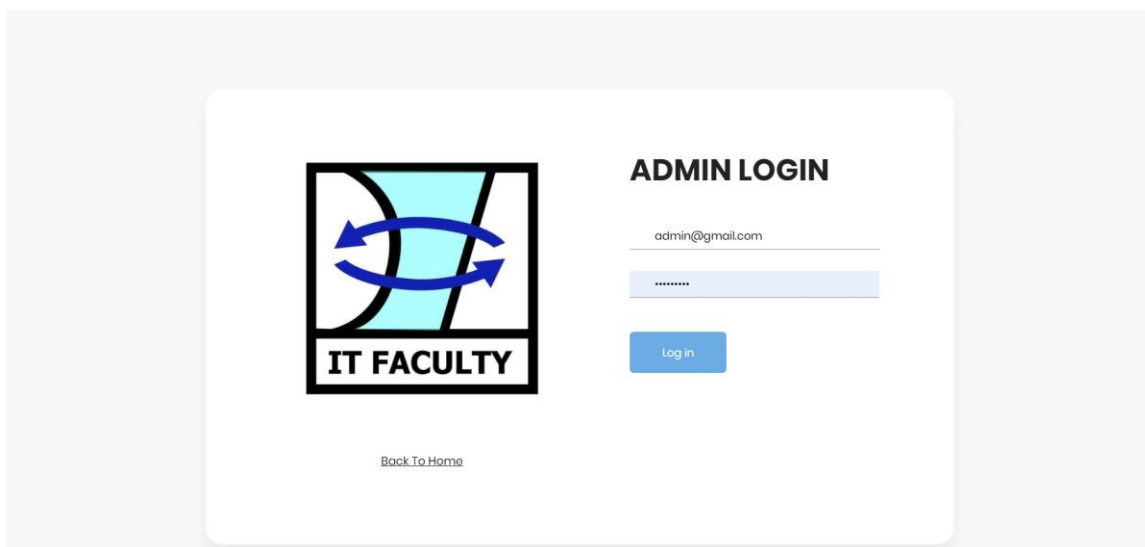 ADMIN LOGIN
admin@gmail.com
•••••••••
Log in
IT FACULTY
Back To Home